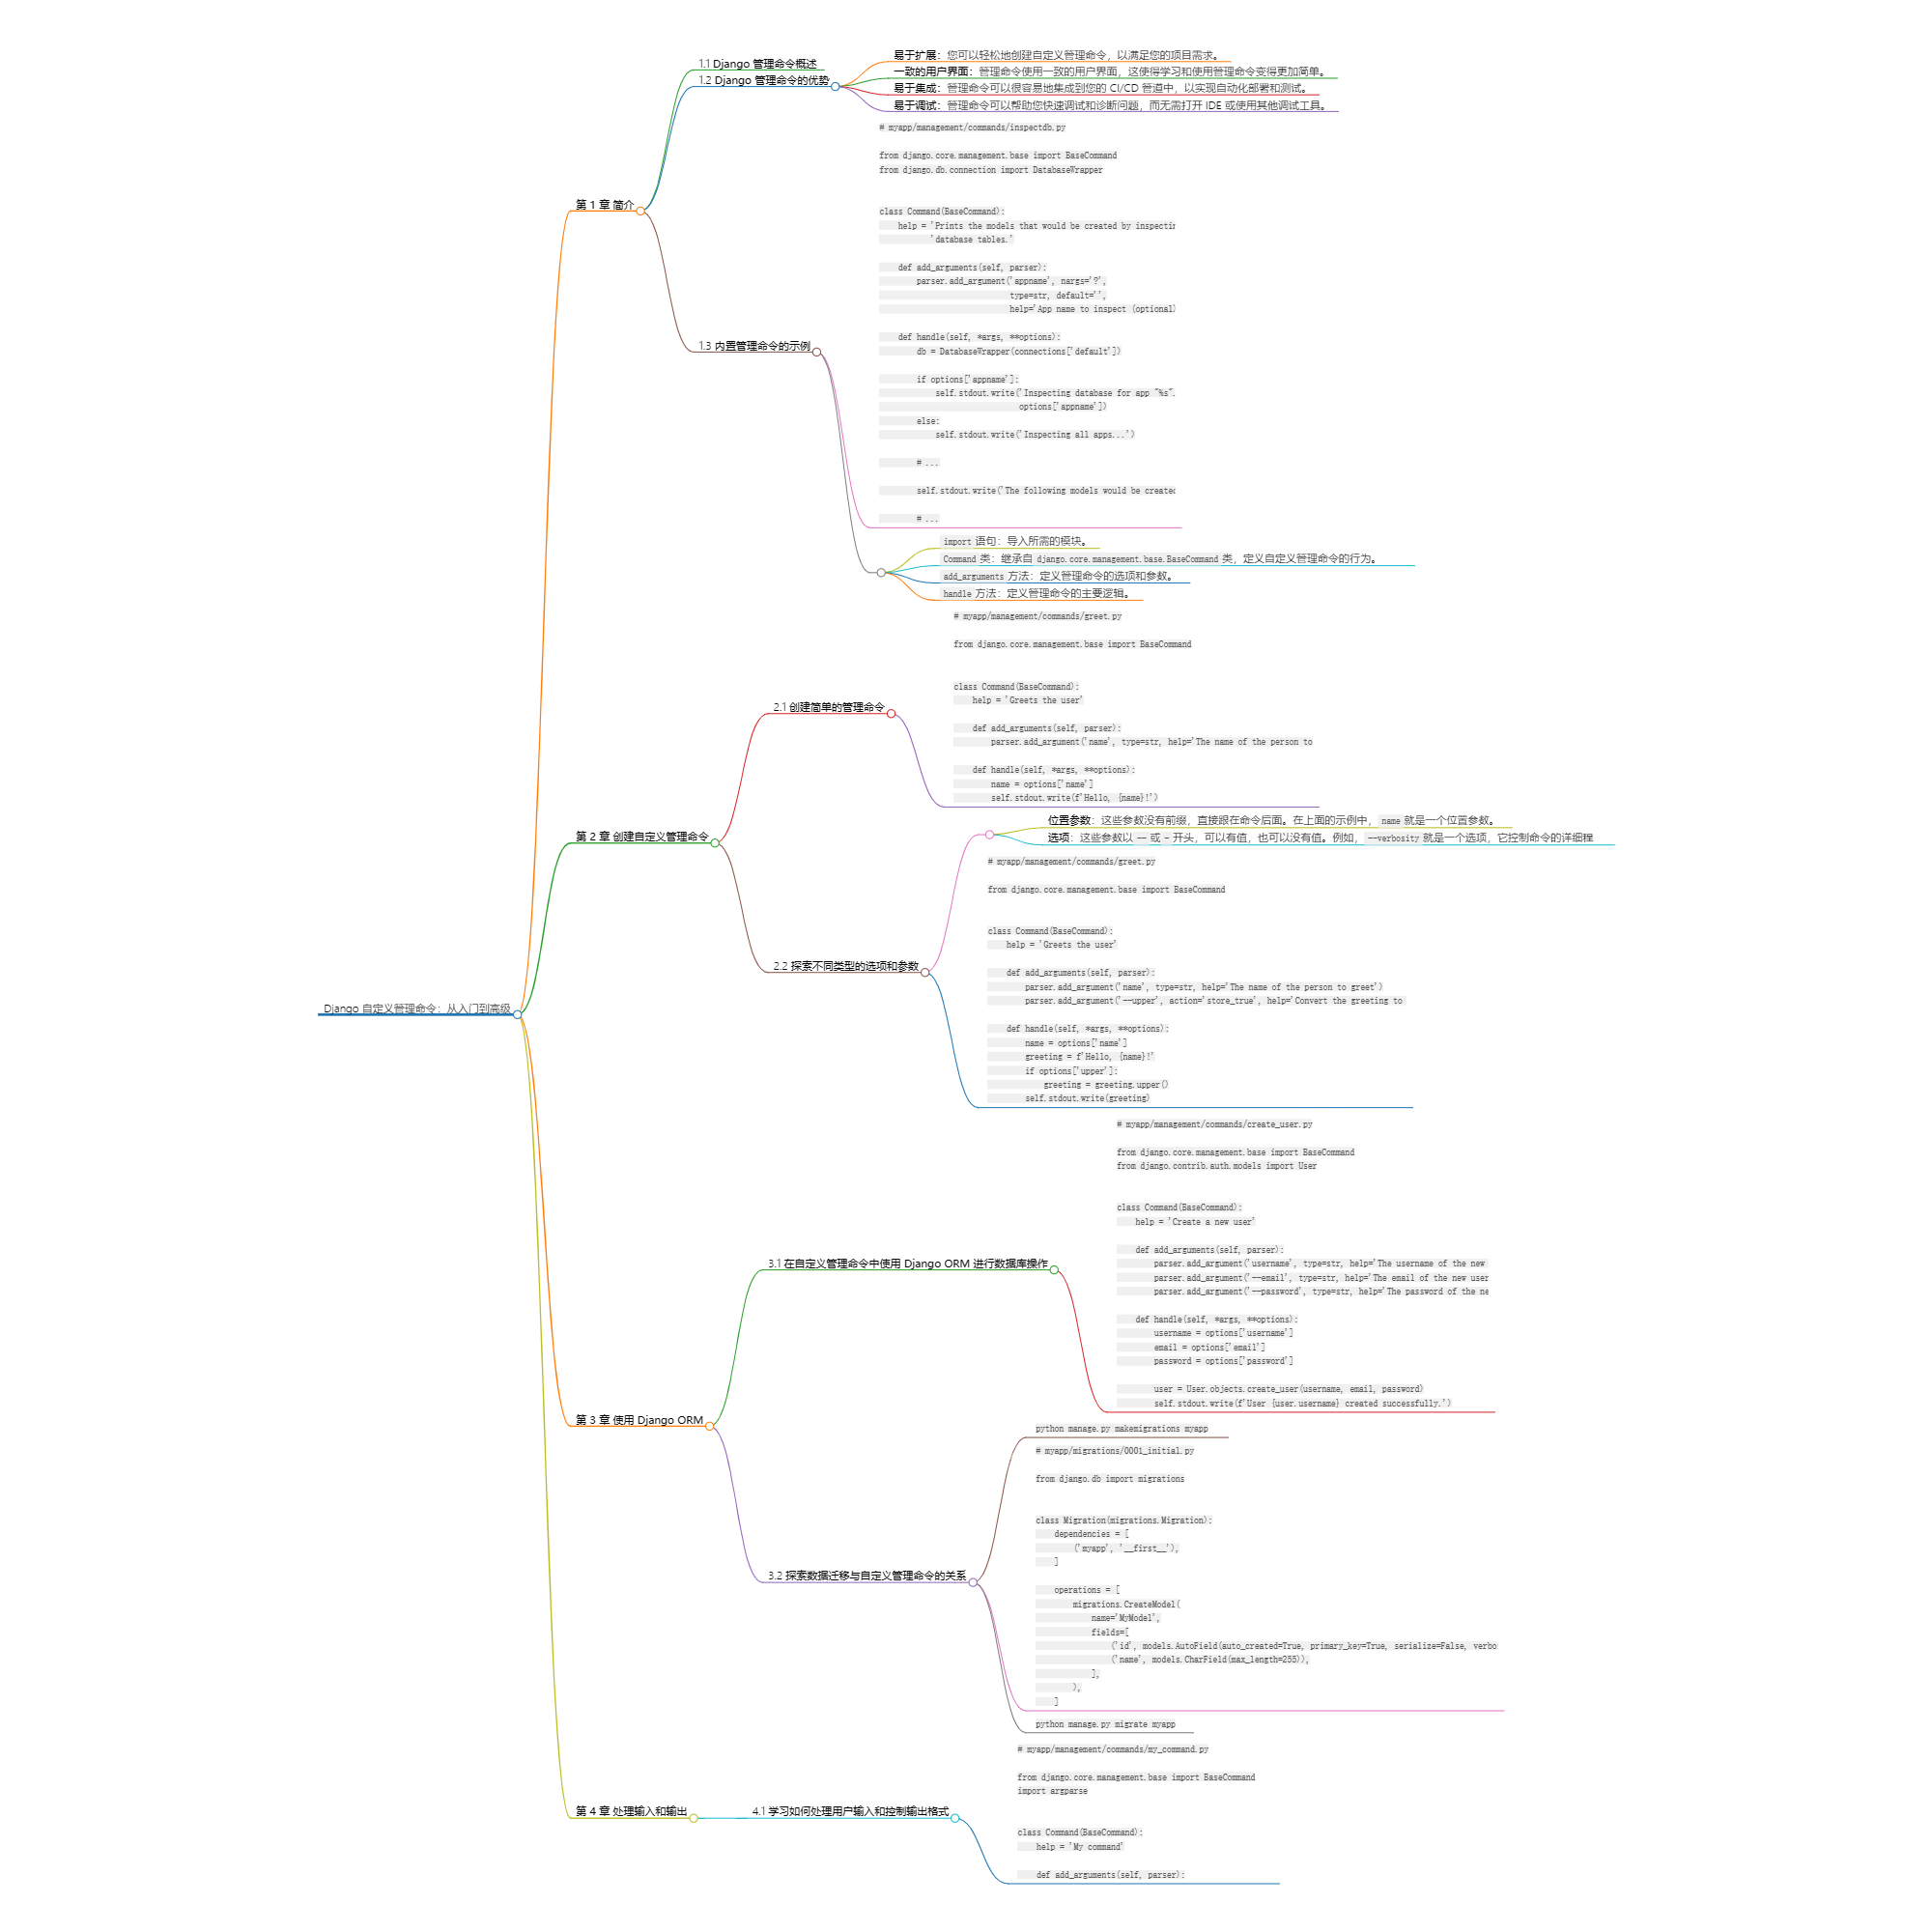 Django 自定义管理命令：从入门到高级
第 1 章 简介
1.1 Django 管理命令概述
1.2 Django 管理命令的优势
易于扩展：您可以轻松地创建自定义管理命令，以满足您的项目需求。
一致的用户界面：管理命令使用一致的用户界面，这使得学习和使用管理命令变得更加简单。
易于集成：管理命令可以很容易地集成到您的 CI/CD 管道中，以实现自动化部署和测试。
易于调试：管理命令可以帮助您快速调试和诊断问题，而无需打开 IDE 或使用其他调试工具。
1.3 内置管理命令的示例
# myapp/management/commands/inspectdb.py
from django.core.management.base import BaseCommand
from django.db.connection import DatabaseWrapper
class Command(BaseCommand):
    help = 'Prints the models that would be created by inspectin
           'database tables.'
    def add_arguments(self, parser):
        parser.add_argument('appname', nargs='?',
                            type=str, default='',
                            help='App name to inspect (optional)
    def handle(self, *args, **options):
        db = DatabaseWrapper(connections['default'])
        if options['appname']:
            self.stdout.write('Inspecting database for app "%s".
                              options['appname'])
        else:
            self.stdout.write('Inspecting all apps...')
        # ...
        self.stdout.write('The following models would be created
        # ...
import 语句：导入所需的模块。
Command 类：继承自 django.core.management.base.BaseCommand 类，定义自定义管理命令的行为。
add_arguments 方法：定义管理命令的选项和参数。
handle 方法：定义管理命令的主要逻辑。
第 2 章 创建自定义管理命令
2.1 创建简单的管理命令
# myapp/management/commands/greet.py
from django.core.management.base import BaseCommand
class Command(BaseCommand):
    help = 'Greets the user'
    def add_arguments(self, parser):
        parser.add_argument('name', type=str, help='The name of the person to
    def handle(self, *args, **options):
        name = options['name']
        self.stdout.write(f'Hello, {name}!')
2.2 探索不同类型的选项和参数
位置参数：这些参数没有前缀，直接跟在命令后面。在上面的示例中， name 就是一个位置参数。
选项：这些参数以 -- 或 - 开头，可以有值，也可以没有值。例如， --verbosity 就是一个选项，它控制命令的详细程
# myapp/management/commands/greet.py
from django.core.management.base import BaseCommand
class Command(BaseCommand):
    help = 'Greets the user'
    def add_arguments(self, parser):
        parser.add_argument('name', type=str, help='The name of the person to greet')
        parser.add_argument('--upper', action='store_true', help='Convert the greeting to
    def handle(self, *args, **options):
        name = options['name']
        greeting = f'Hello, {name}!'
        if options['upper']:
            greeting = greeting.upper()
        self.stdout.write(greeting)
第 3 章 使用 Django ORM
3.1 在自定义管理命令中使用 Django ORM 进行数据库操作
# myapp/management/commands/create_user.py
from django.core.management.base import BaseCommand
from django.contrib.auth.models import User
class Command(BaseCommand):
    help = 'Create a new user'
    def add_arguments(self, parser):
        parser.add_argument('username', type=str, help='The username of the new
        parser.add_argument('--email', type=str, help='The email of the new user
        parser.add_argument('--password', type=str, help='The password of the ne
    def handle(self, *args, **options):
        username = options['username']
        email = options['email']
        password = options['password']
        user = User.objects.create_user(username, email, password)
        self.stdout.write(f'User {user.username} created successfully.')
3.2 探索数据迁移与自定义管理命令的关系
python manage.py makemigrations myapp
# myapp/migrations/0001_initial.py
from django.db import migrations
class Migration(migrations.Migration):
    dependencies = [
        ('myapp', '__first__'),
    ]
    operations = [
        migrations.CreateModel(
            name='MyModel',
            fields=[
                ('id', models.AutoField(auto_created=True, primary_key=True, serialize=False, verbo
                ('name', models.CharField(max_length=255)),
            ],
        ),
    ]
python manage.py migrate myapp
第 4 章 处理输入和输出
4.1 学习如何处理用户输入和控制输出格式
# myapp/management/commands/my_command.py
from django.core.management.base import BaseCommand
import argparse
class Command(BaseCommand):
    help = 'My command'
    def add_arguments(self, parser):